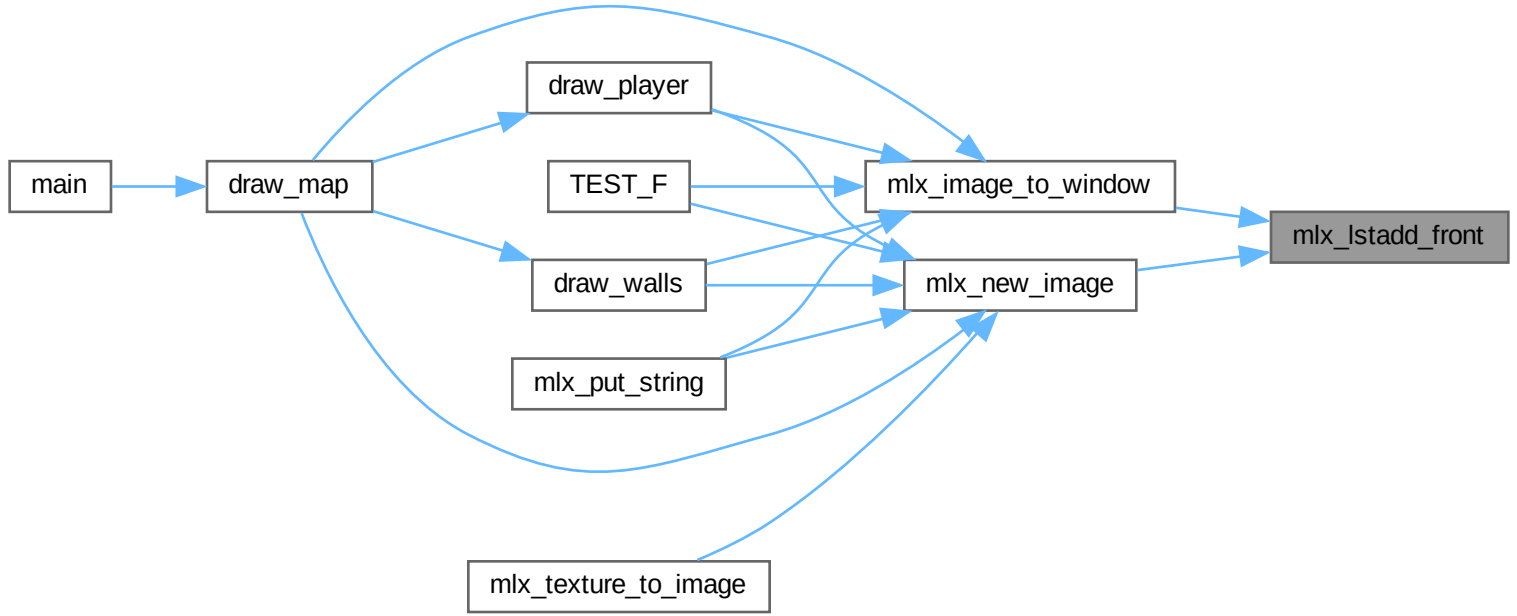 draw_player
main
draw_map
TEST_F
mlx_image_to_window
mlx_lstadd_front
draw_walls
mlx_new_image
mlx_put_string
mlx_texture_to_image